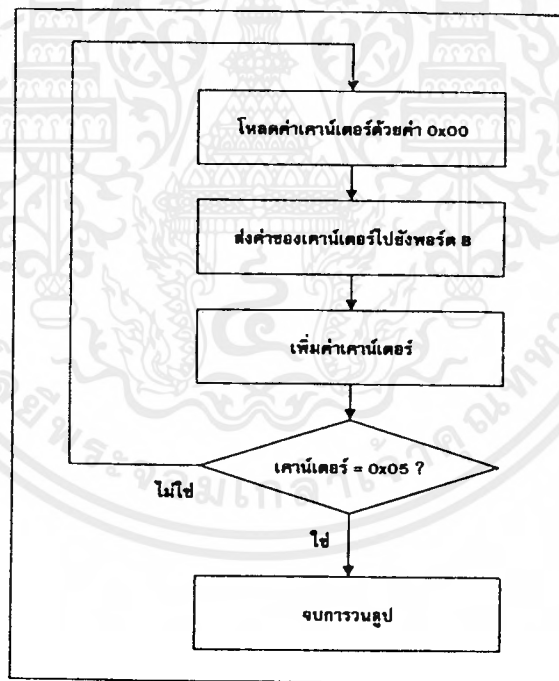 โหลดค่าเคาน์เตอร์ด้วยค่า 0x00
ส่งค่าของเคาน์เตอร์ไปยังพอร์ต B
เพิ่มค่าเคาน์เตอร์
เคาน์เตอร์ = 0x05 ?
ไม่ใช่
ใช่
จบการวนลูป